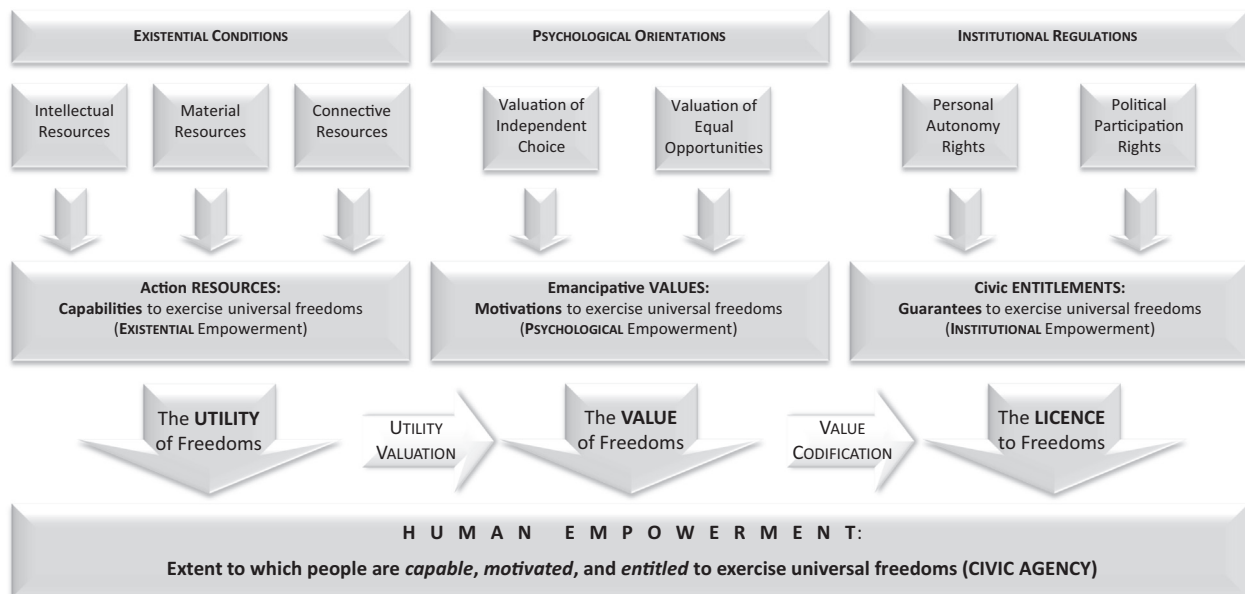 EXISTENTIAL CONDITIONS
PSYCHOLOGICAL ORIENTATIONS
INSTITUTIONAL REGULATIONS
Intellectual
Resources
Material
Resources
Connective
Resources
Valuation of
Independent
Choice
Valuation of
Equal
Opportunities
Personal
Autonomy
Rights
Political
Participation
Rights
Action RESOURCES:
Capabilities to exercise universal freedoms
(EXISTENTIAL Empowerment)
Emancipative VALUES:
Motivations to exercise universal freedoms
(PSYCHOLOGICAL Empowerment)
Civic ENTITLEMENTS:
Guarantees to exercise universal freedoms
(INSTITUTIONAL Empowerment)
The UTILITY
of Freedoms
UTILITY
VALUATION
The VALUE
of Freedoms
VALUE
CODIFICATION
The LICENCE
to Freedoms
HUMAN EMPOWERMENT:
Extent to which people are capable, motivated, and entitled to exercise universal freedoms (CIVIC AGENCY)